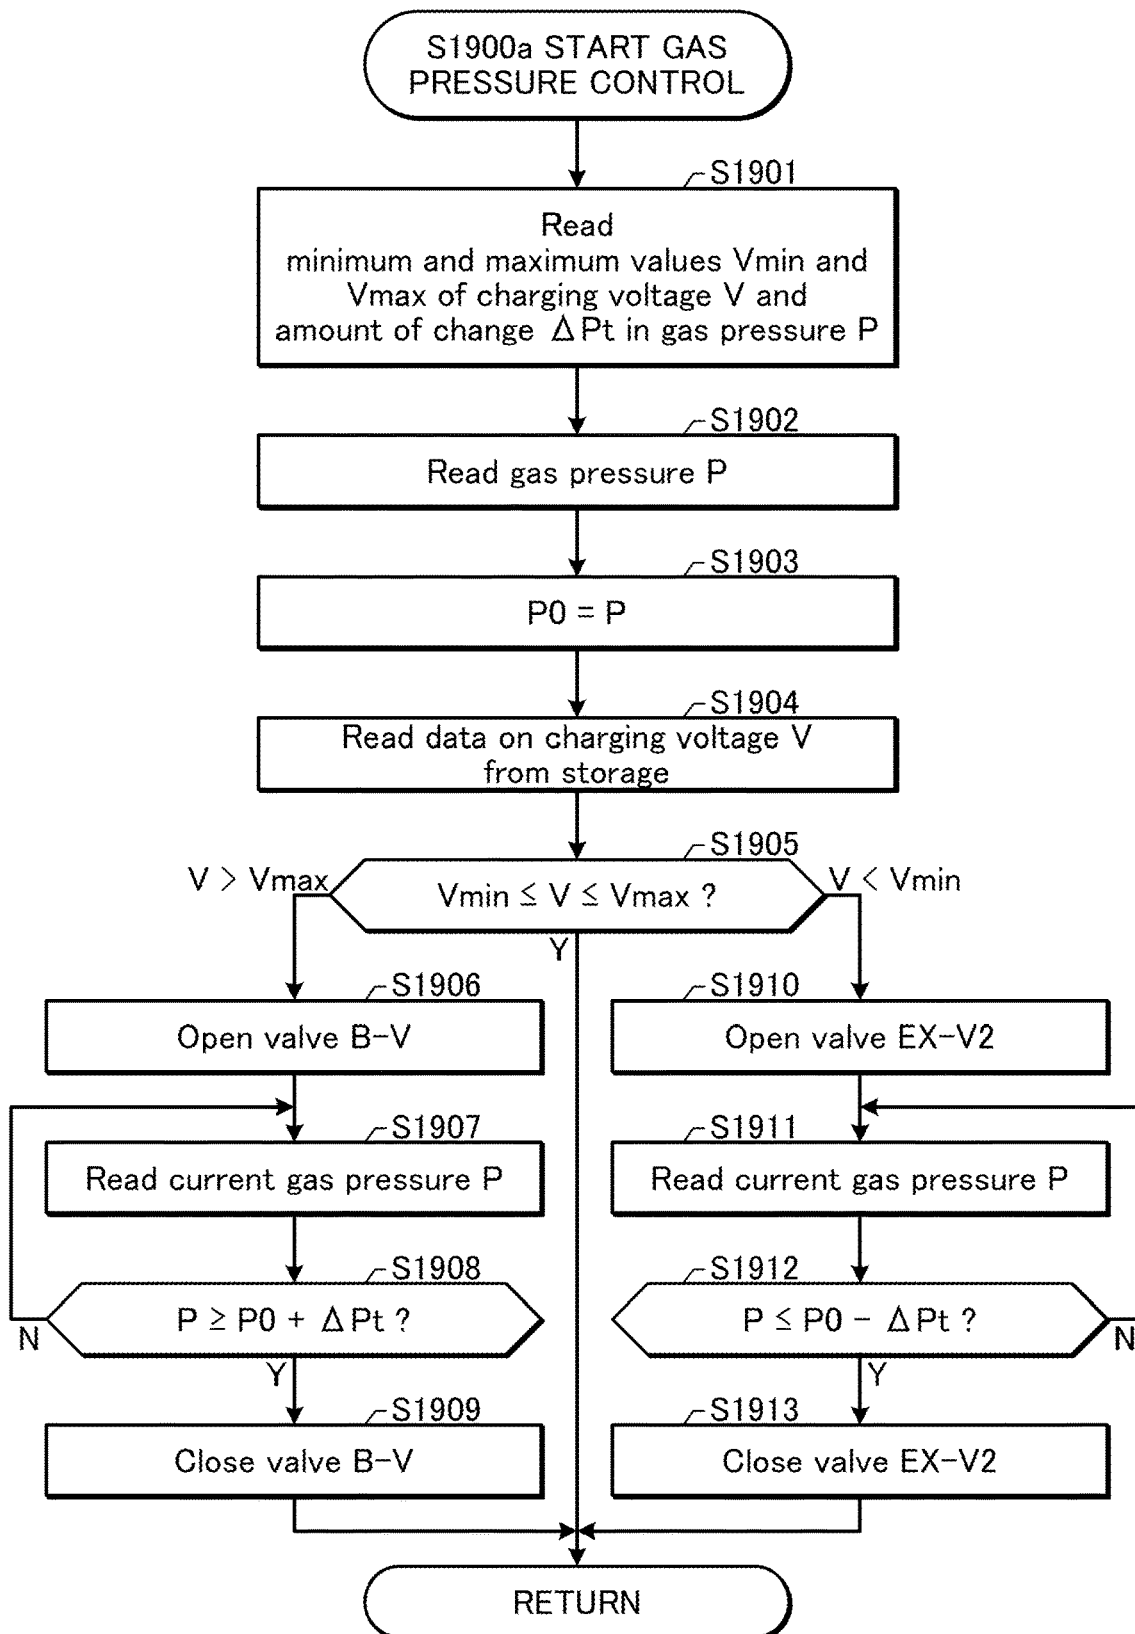 S1900a START GAS
PRESSURE CONTROL
S1901
Read
minimum and maximum values Vmin and
Vmax of charging voltage V and
amount of change ΔPt in gas pressure P
S1902
Read gas pressure P
S1903
P0 = P
S1904
Read data on charging voltage V
from storage
S1905
V > Vmax
Vmin ≤ V ≤ Vmax ?
V < Vmin
Y
S1906
Open valve B-V
S1910
Open valve EX-V2
S1907
Read current gas pressure P
S1911
Read current gas pressure P
S1908
P ≥ P0 + ΔPt ?
N
Y
S1912
P ≤ P0 - ΔPt ?
N
Y
S1909
Close valve B-V
S1913
Close valve EX-V2
RETURN